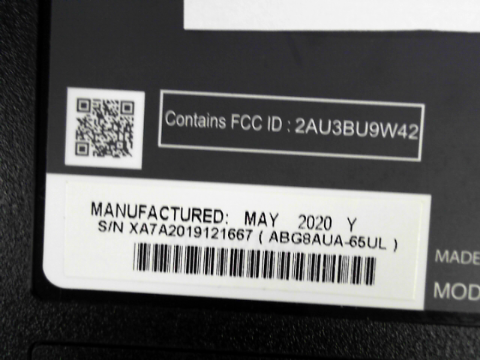 Contains FCC ID : 2AU3BU9W42
MANUFACTURED: MAY 2020 Y
S/N XA7A2019121667 ( ABG8AUA-65UL )
MADE
MOD